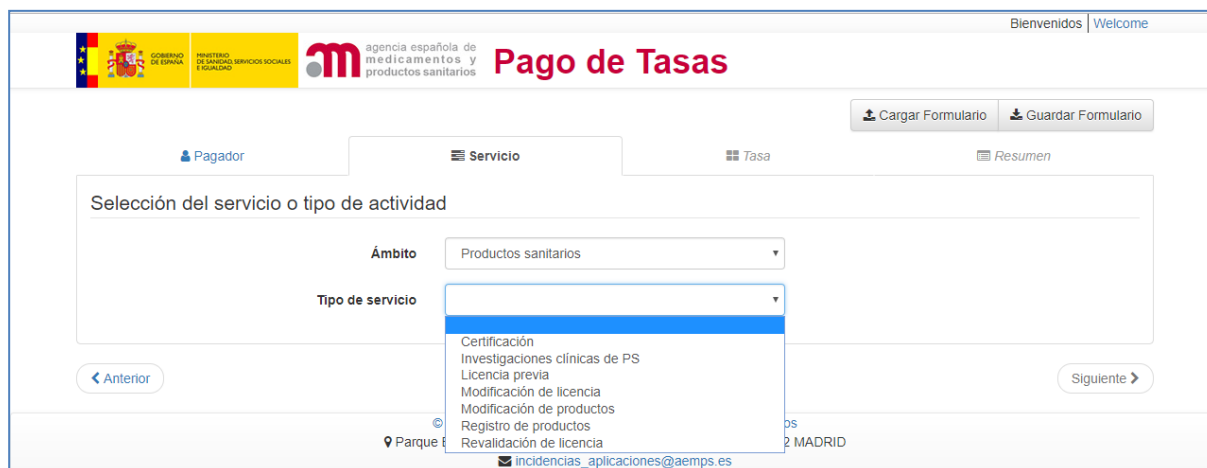 Bienvenidos | Welcome
GOBIERNO
DE ESPAÑA
MINISTERIO
DE SANIDAD, SERVICIOS SOCIALES
E IGUALDAD
agencia española de
medicamentos y
productos sanitarios
Pago de Tasas
Cargar Formulario
Guardar Formulario
Pagador
Servicio
Tasa
Resumen
Selección del servicio o tipo de actividad
Ámbito
Productos sanitarios
Tipo de servicio
Certificación
Investigaciones clínicas de PS
Licencia previa
Modificación de licencia
Modificación de productos
Registro de productos
Revalidación de licencia
Anterior
Siguiente
©
Parque
MADRID
incidencias_aplicaciones@aemps.es